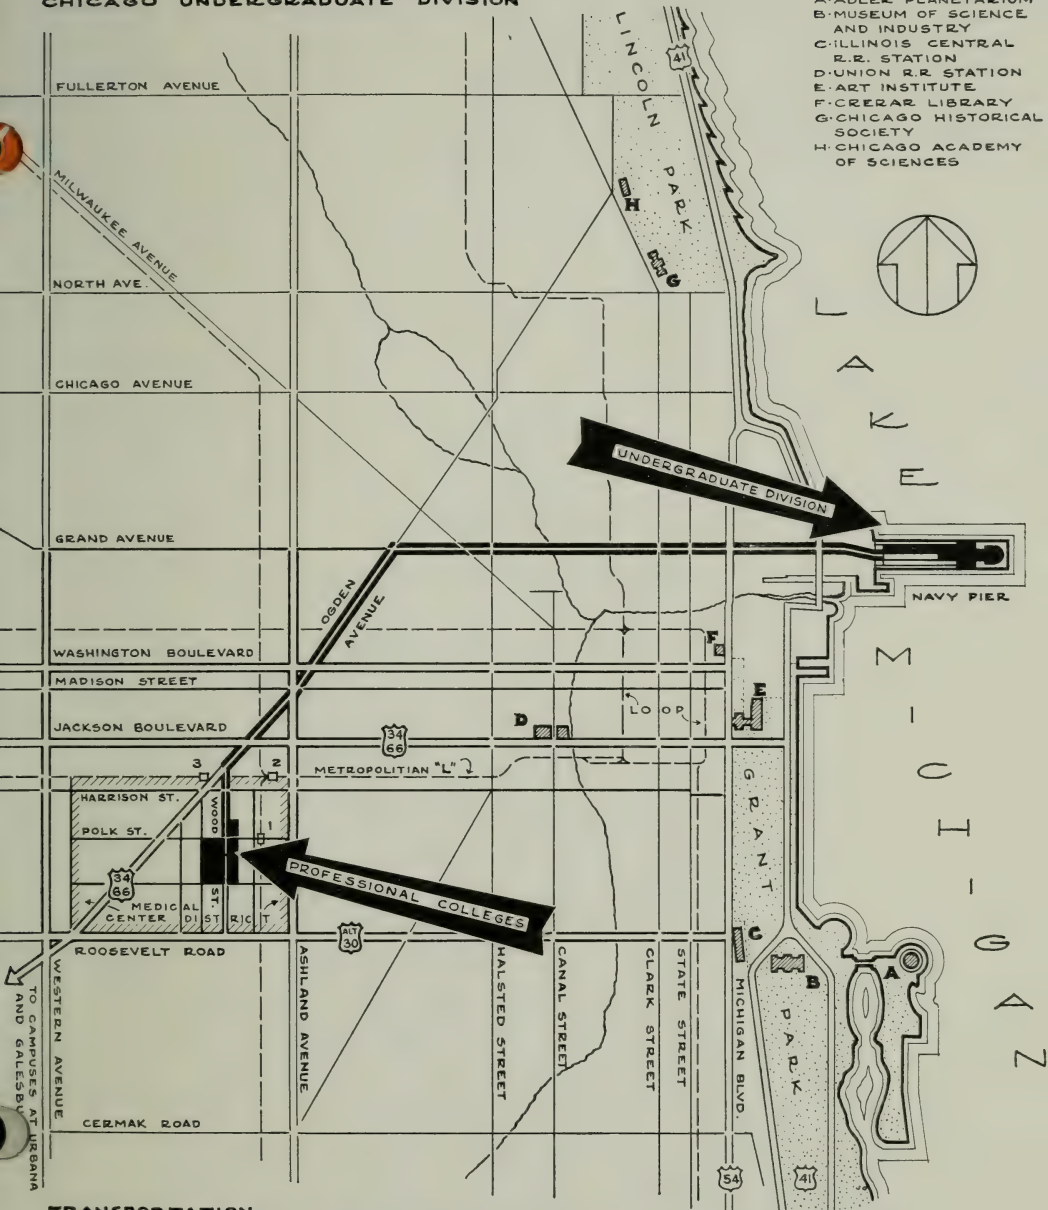 CHICAGO UNDERGRADUATE DIVISION
A·ADLER PLANETARIUM
B·MUSEUM OF SCIENCE
AND INDUSTRY
C·ILLINOIS CENTRAL
R.R. STATION
D·UNION R.R STATION
E·ART INSTITUTE
F·CRERAR LIBRARY
G·CHICAGO HISTORICAL
SOCIETY
H·CHICAGO ACADEMY
OF SCIENCES
LINCOLN
PARK
41
FULLERTON AVENUE
MILWAUKEE AVENUE
H
G
NORTH AVE.
CHICAGO AVENUE
LAKE
UNDERGRADUATE DIVISION
GRAND AVENUE
NAVY PIER
OGDEN
AVENUE
WASHINGTON BOULEVARD
F
MADISON STREET
MICHIGAN
E
LOOP
D
JACKSON BOULEVARD
34
66
3
2
METROPOLITIAN "L"
HARRISON ST.
WOOD
ST.
POLK ST.
1
GRANT
PARK
PROFESSIONAL COLLEGES
34
66
MEDICAL
CENTER DISTRICT
ALT
30
ROOSEVELT ROAD
C
B
A
TO CAMPUSES AT URBANA
AND GALESBU
WESTERN AVENUE
ASHLAND AVENUE
HALSTED STREET
CANAL STREET
CLARK STREET
STATE STREET
MICHIGAN BLVD.
CERMAK ROAD
54
41
TRANSPORTATION